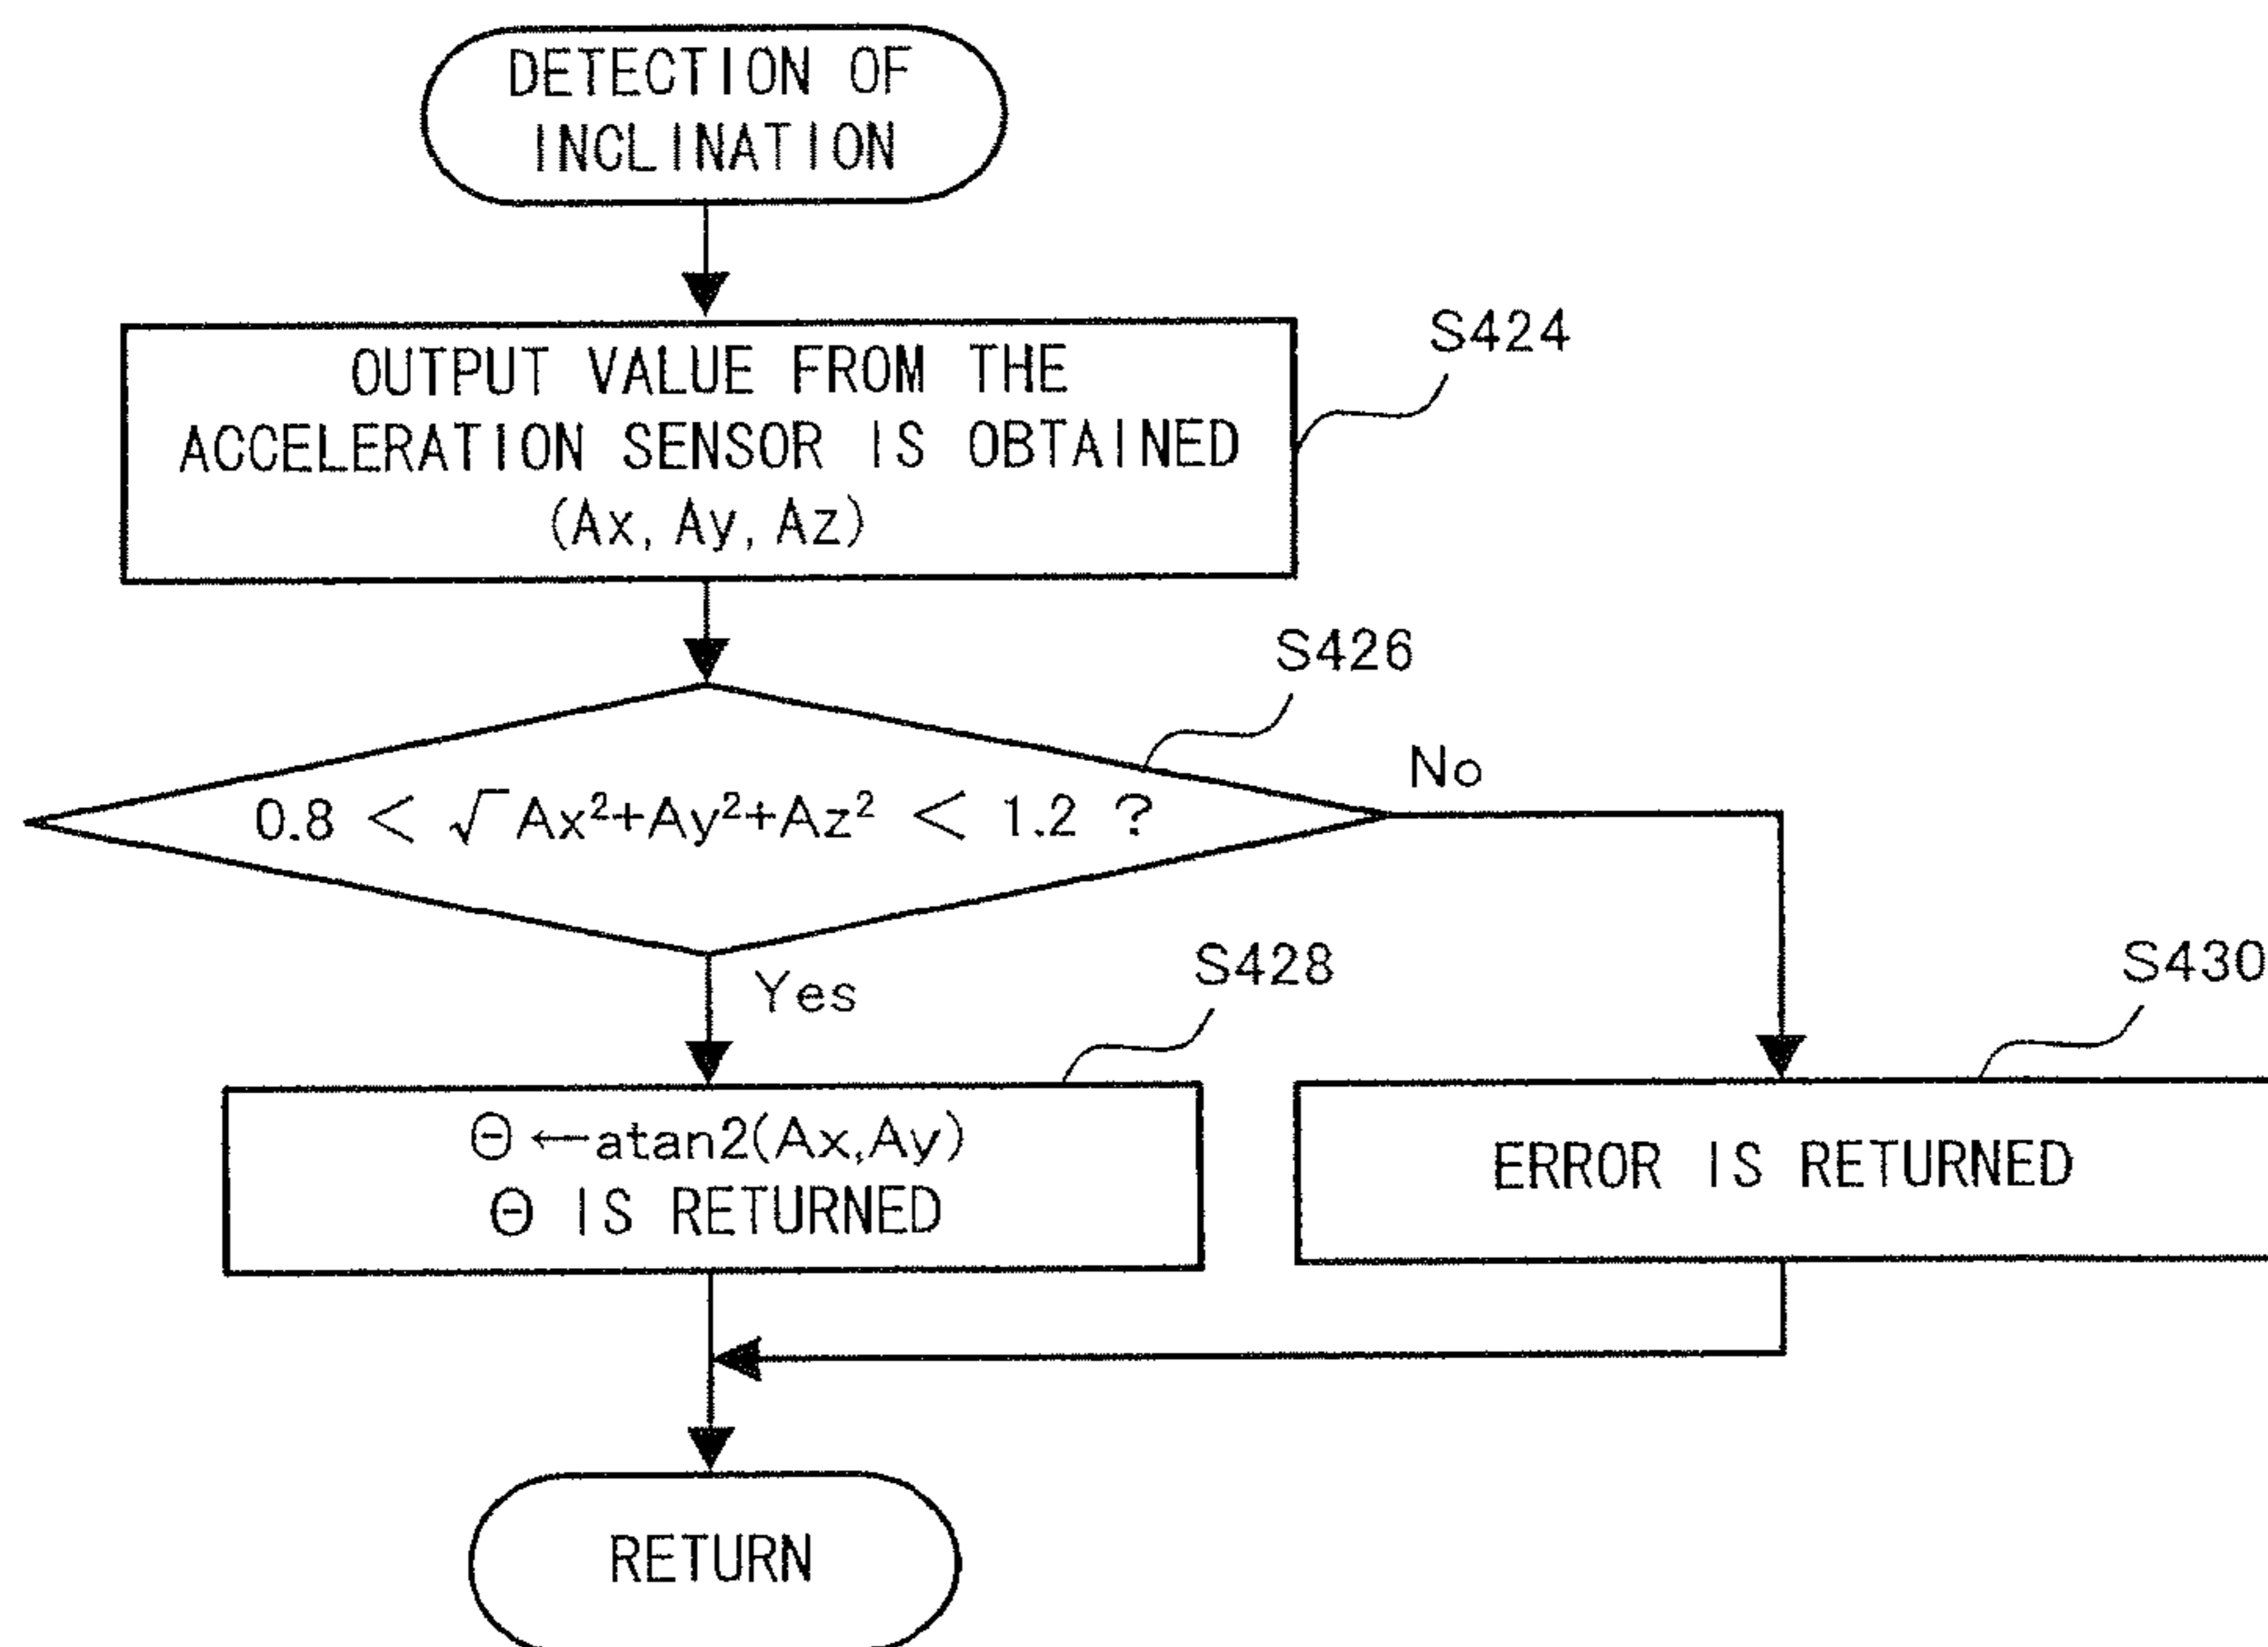 DETECTION OF
INCLINATION
OUTPUT VALUE FROM THE
ACCELERATION SENSOR IS OBTAINED
(Ax, Ay, Az)
S424
S426
0.8 < √Ax²+Ay²+Az² < 1.2 ?
No
Yes
S428
S430
Θ←atan2(Ax,Ay)
Θ IS RETURNED
ERROR IS RETURNED
RETURN